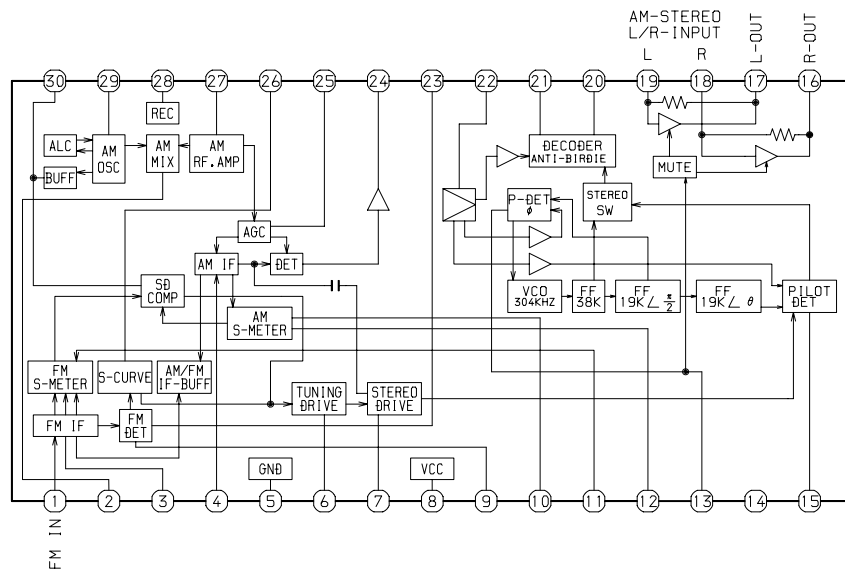 AM-STEREO
L/R-INPUT
L R
L-OUT
R-OUT
30 29 28 27 26 25 24 23 22 21 20 19 18 17 16
REC
ALC
AM
OSC
AM
MIX
AM
RF.AMP
BUFF
DECODER
ANTI-BIRDIE
MUTE
P-DET
Ø
STEREO
SW
AGC
AM IF
DET
SD
COMP
AM
S-METER
VCO
304KHZ
FF
38K
FF
19K∠ π/2
FF
19K∠ θ
PILOT
DET
FM
S-METER
S-CURVE
AM/FM
IF-BUFF
TUNING
DRIVE
STEREO
DRIVE
FM IF
FM
DET
GND
VCC
1 2 3 4 5 6 7 8 9 10 11 12 13 14 15
FM IN